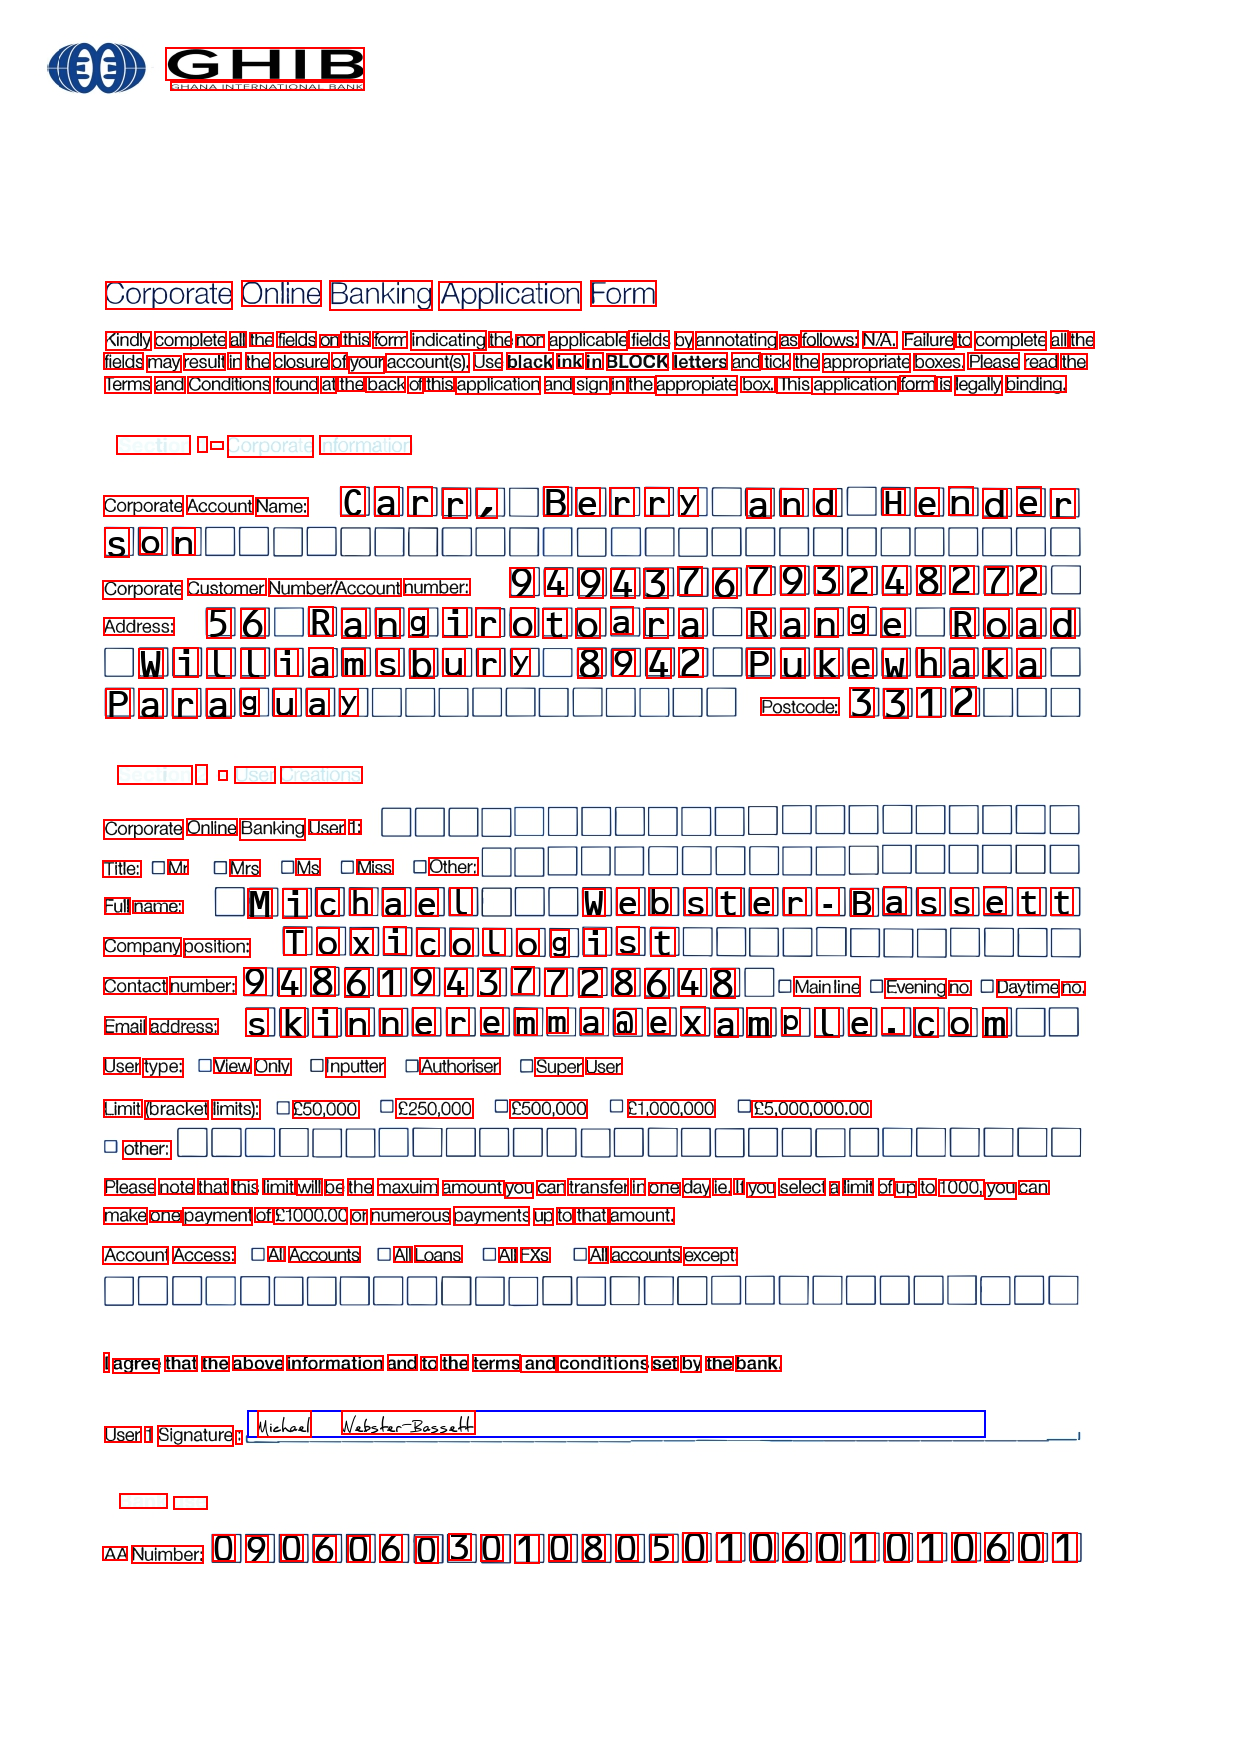 GHIB
GHANA INTERNATIONAL BANK
Corporate Online Banking Application Form
Kindly complete all the fields on this form indicating the non applicable fields by annotating as follows: N/A. Failure to complete all the
fields may result in the closure of your account(s). Use black ink in BLOCK letters and tick the appropriate boxes. Please read the
Terms and Conditions found at the back of this application and sign in the appropiate box. This application form is legally binding.
Section - Corporate Information
Corporate Account Name: Carr, Berry and Hender
son
Corporate Customer Number/Account number: 9494376793248272
Address: 56 Rangirotoara Range Road
Williamsbury 8942 Pukewhaka
Paraguay Postcode: 3312
Section - User Creations
Corporate Online Banking User 1:
Title: Mr Mrs Ms Miss Other:
Full name: Michael Webster-Bassett
Company position: Toxicologist
Contact number: 948619437728648 Main line Evening no Daytime no.
Email address: skinneremma@example.com
User type: View Only Inputter Authoriser Super User
Limit (bracket limits): £50,000 £250,000 £500,000 £1,000,000 £5,000,000.00
other:
Please note that this limit will be the maxuim amount you can transfer in one day ie. If you select a limit of up to 1000, you can
make one payment of £1000.00 or numerous payments up to that amount.
Account Access: All Accounts All Loans All FXs All accounts except
I agree that the above information and to the terms and conditions set by the bank.
User 1 Signature : Michael Webster-Bassett
AA Nuimber: 09060603010805010601010601